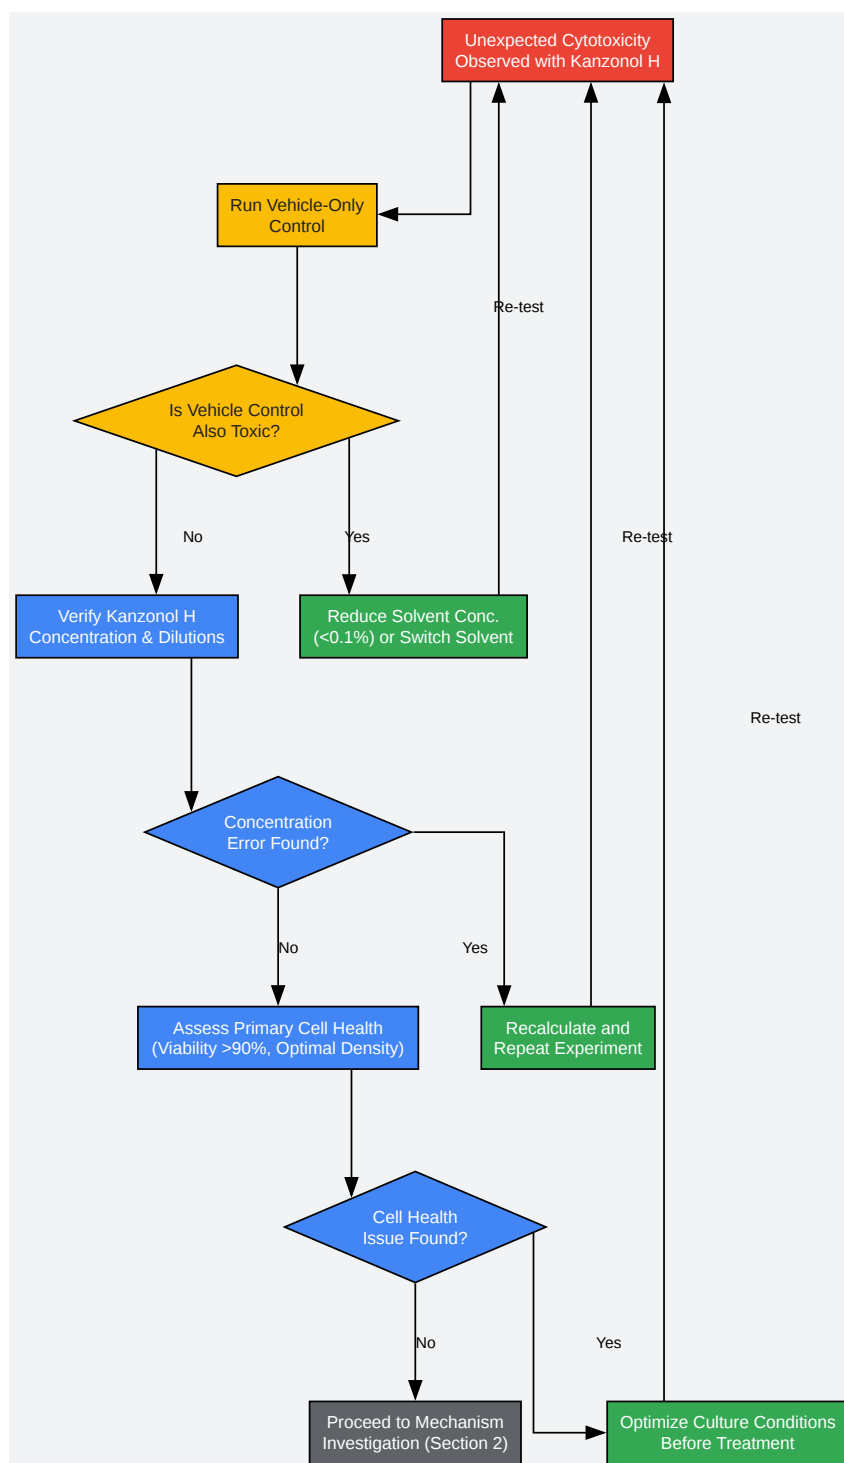 Unexpected Cytotoxicity
Observed with Kanzonol H
Run Vehicle-Only
Control
Re-test
Is Vehicle Control
Also Toxic?
No
Yes
Re-test
Verify Kanzonol H
Concentration & Dilutions
Reduce Solvent Conc.
(<0.1%) or Switch Solvent
Re-test
Concentration
Error Found?
No
Yes
Assess Primary Cell Health
(Viability >90%, Optimal Density)
Recalculate and
Repeat Experiment
Cell Health
Issue Found?
No
Yes
Proceed to Mechanism
Investigation (Section 2)
Optimize Culture Conditions
Before Treatment